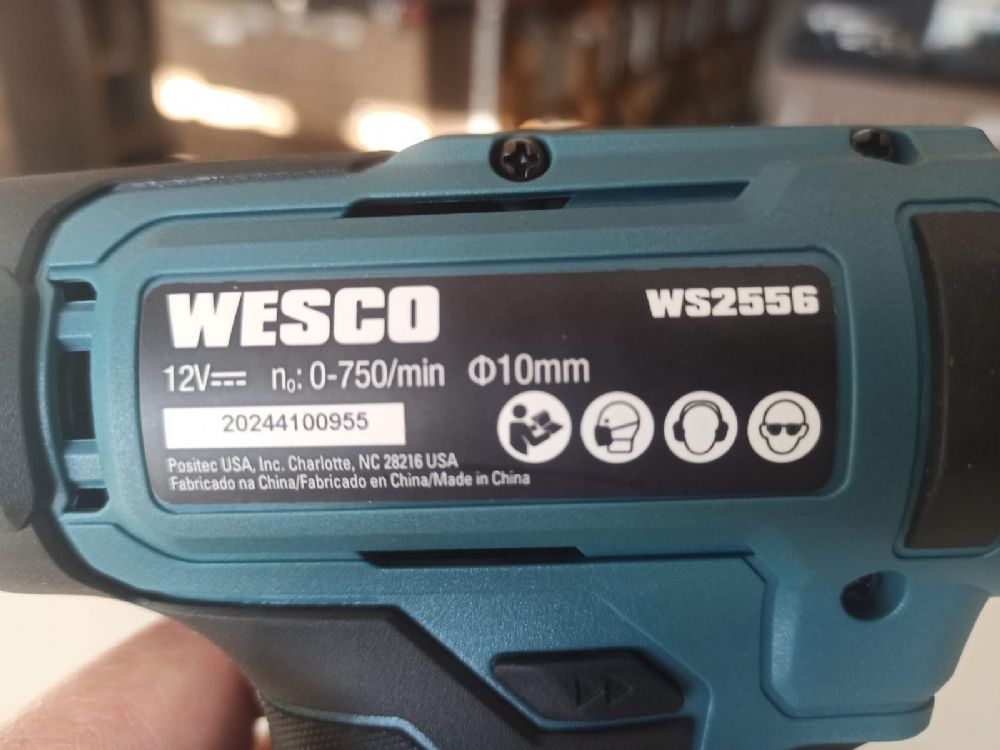 WESCO
WS2556
12V⎓ n₀: 0-750/min Φ10mm
20244100955
Positec USA, Inc. Charlotte, NC 28216 USA
Fabricado na China/Fabricado en China/Made in China